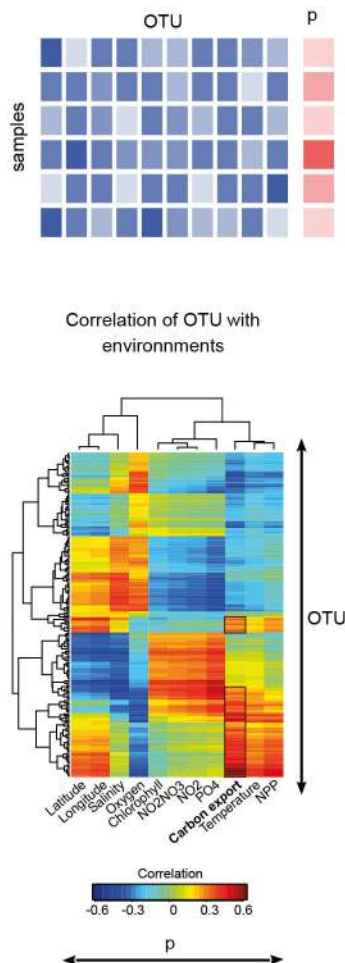 OTU
p
samples
Correlation of OTU with
environnments
OTU
Latitude
Longitude
Salinity
Oxygen
Chlorophyll
NO2NO3
NO2
PO4
Carbon export
Temperature
NPP
Correlation
-0.6 -0.3 0 0.3 0.6
p